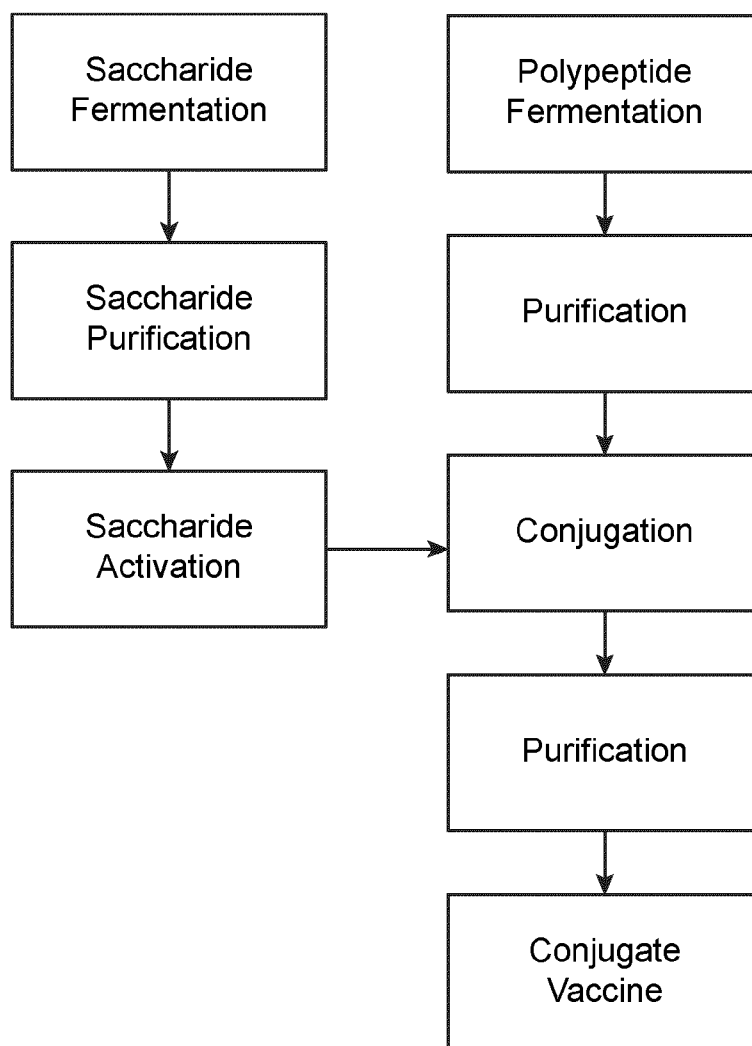 Saccharide
Fermentation
Saccharide
Purification
Saccharide
Activation
Polypeptide
Fermentation
Purification
Conjugation
Purification
Conjugate
Vaccine